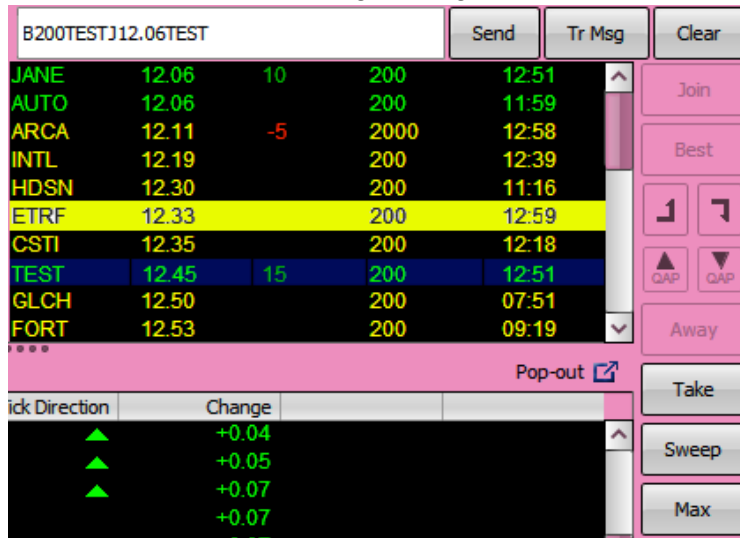 B200TESTJ12.06TEST Send Tr Msg Clear
JANE 12.06 10 200 12:51
AUTO 12.06 200 11:59
ARCA 12.11 -5 2000 12:58
INTL 12.19 200 12:39
HDSN 12.30 200 11:16
ETRF 12.33 200 12:59
CSTI 12.35 200 12:18
TEST 12.45 15 200 12:51
GLCH 12.50 200 07:51
FORT 12.53 200 09:19
Join
Best
QAP QAP
Away
Pop-out
Take
Sweep
Max
ick Direction Change
+0.04
+0.05
+0.07
+0.07